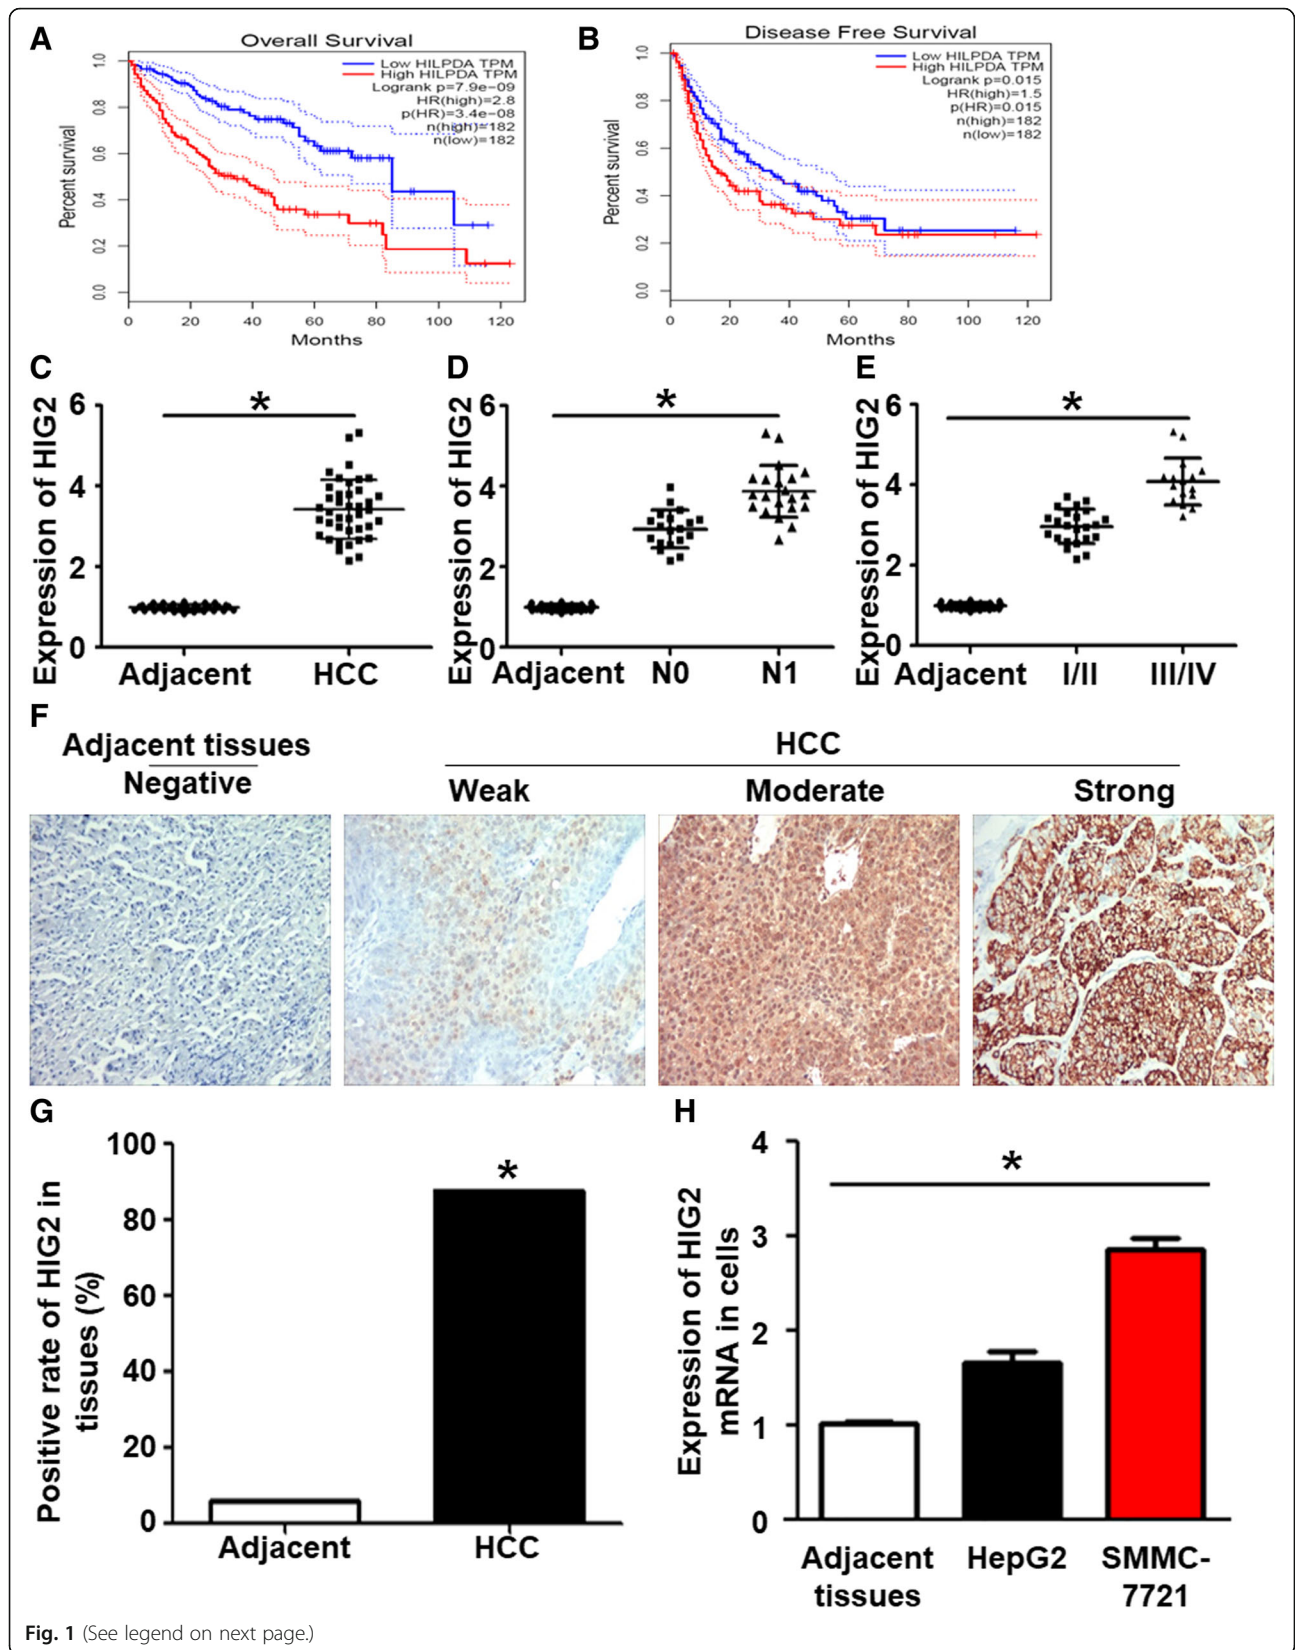 A
Overall Survival
Percent survival
1.0
0.8
0.6
0.4
0.2
0.0
Low HILPDA TPM
High HILPDA TPM
Logrank p=7.9e−09
HR(high)=2.8
p(HR)=3.4e−08
n(high)=182
n(low)=182
0 20 40 60 80 100 120
Months
B
Disease Free Survival
Percent survival
1.0
0.8
0.6
0.4
0.2
0.0
Low HILPDA TPM
High HILPDA TPM
Logrank p=0.015
HR(high)=1.5
p(HR)=0.015
n(high)=182
n(low)=182
0 20 40 60 80 100 120
Months
C
Expression of HIG2
6
4
2
0
*
Adjacent HCC
D
Expression of HIG2
6
4
2
0
*
Adjacent N0 N1
E
Expression of HIG2
6
4
2
0
*
Adjacent I/II III/IV
F
Adjacent tissues
Negative
HCC
Weak Moderate Strong
G
Positive rate of HIG2 in
tissues (%)
100
80
60
40
20
0
*
Adjacent HCC
H
Expression of HIG2
mRNA in cells
4
3
2
1
0
*
Adjacent
tissues
HepG2
SMMC-
7721
Fig. 1 (See legend on next page.)